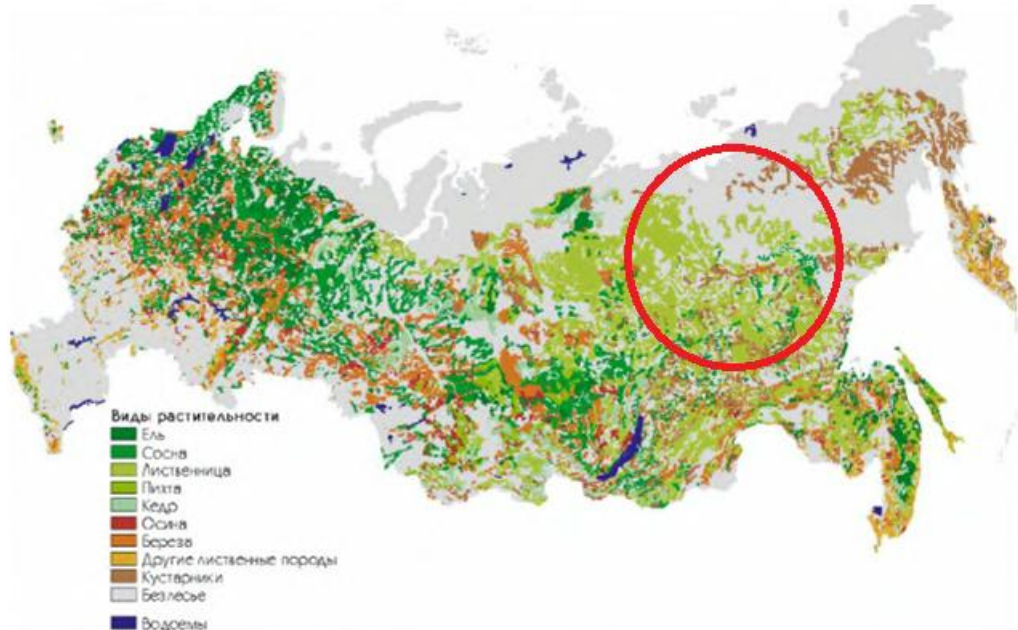 Виды растительности
Ель
Сосна
Лиственница
Пихта
Кедр
Осина
Береза
Другие лиственные породы
Кустарники
Безлесье
Водоемы